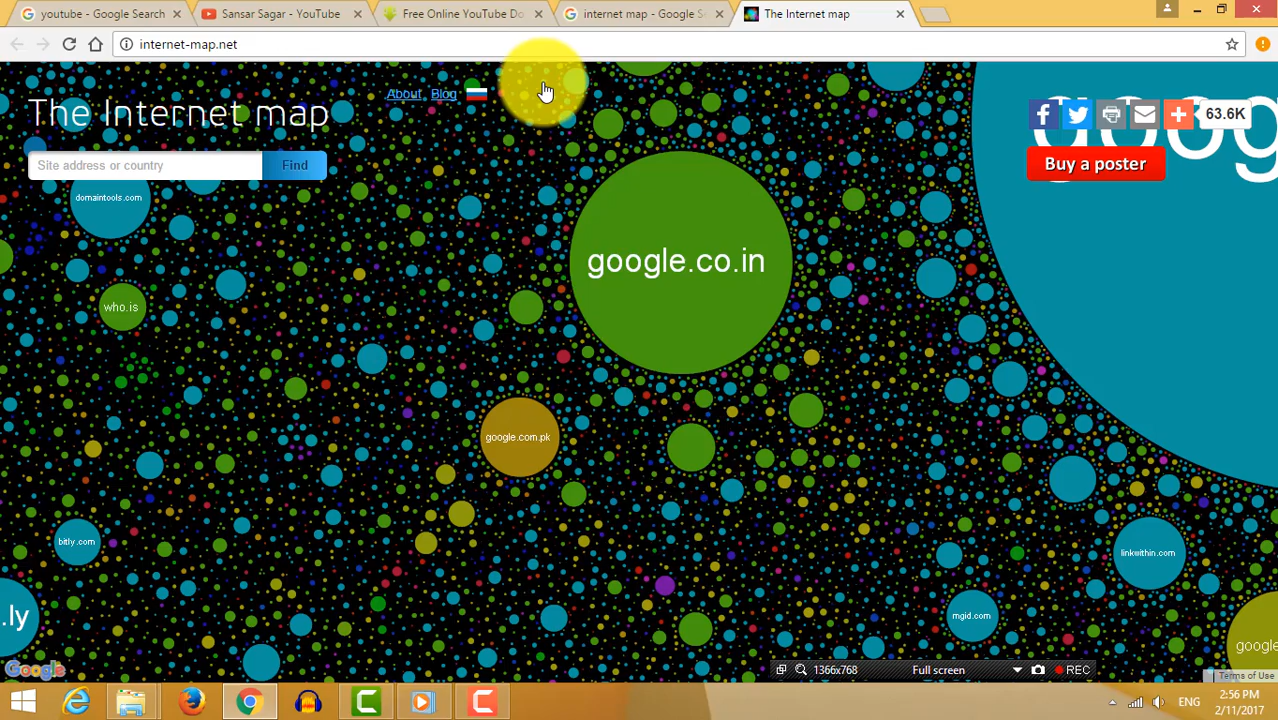 youtube - Google Search
Sansar Sagar - YouTube
Free Online YouTube Do
internet map - Google S
The Internet map
internet-map.net
The Internet map
About
Blog
Site address or country
Find
63.6K
Buy a poster
goog
domaintools.com
google.co.in
who.is
google.com.pk
bitly.com
linkwithin.com
.ly
mgid.com
google
Google
1366x768
Full screen
REC
Terms of Use
ENG
2:56 PM
2/11/2017